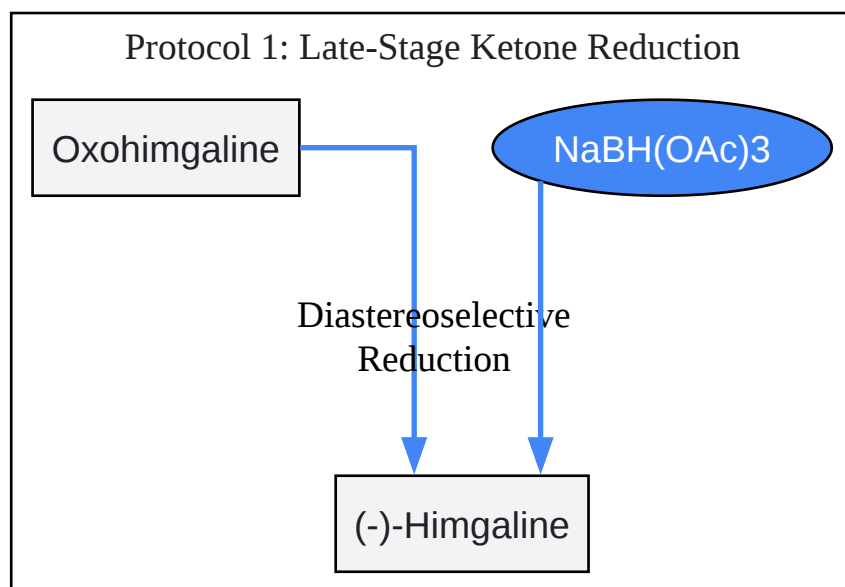 Protocol 1: Late-Stage Ketone Reduction
Oxohimgaline
NaBH(OAc)3
Diastereoselective
Reduction
(-)-Himgaline